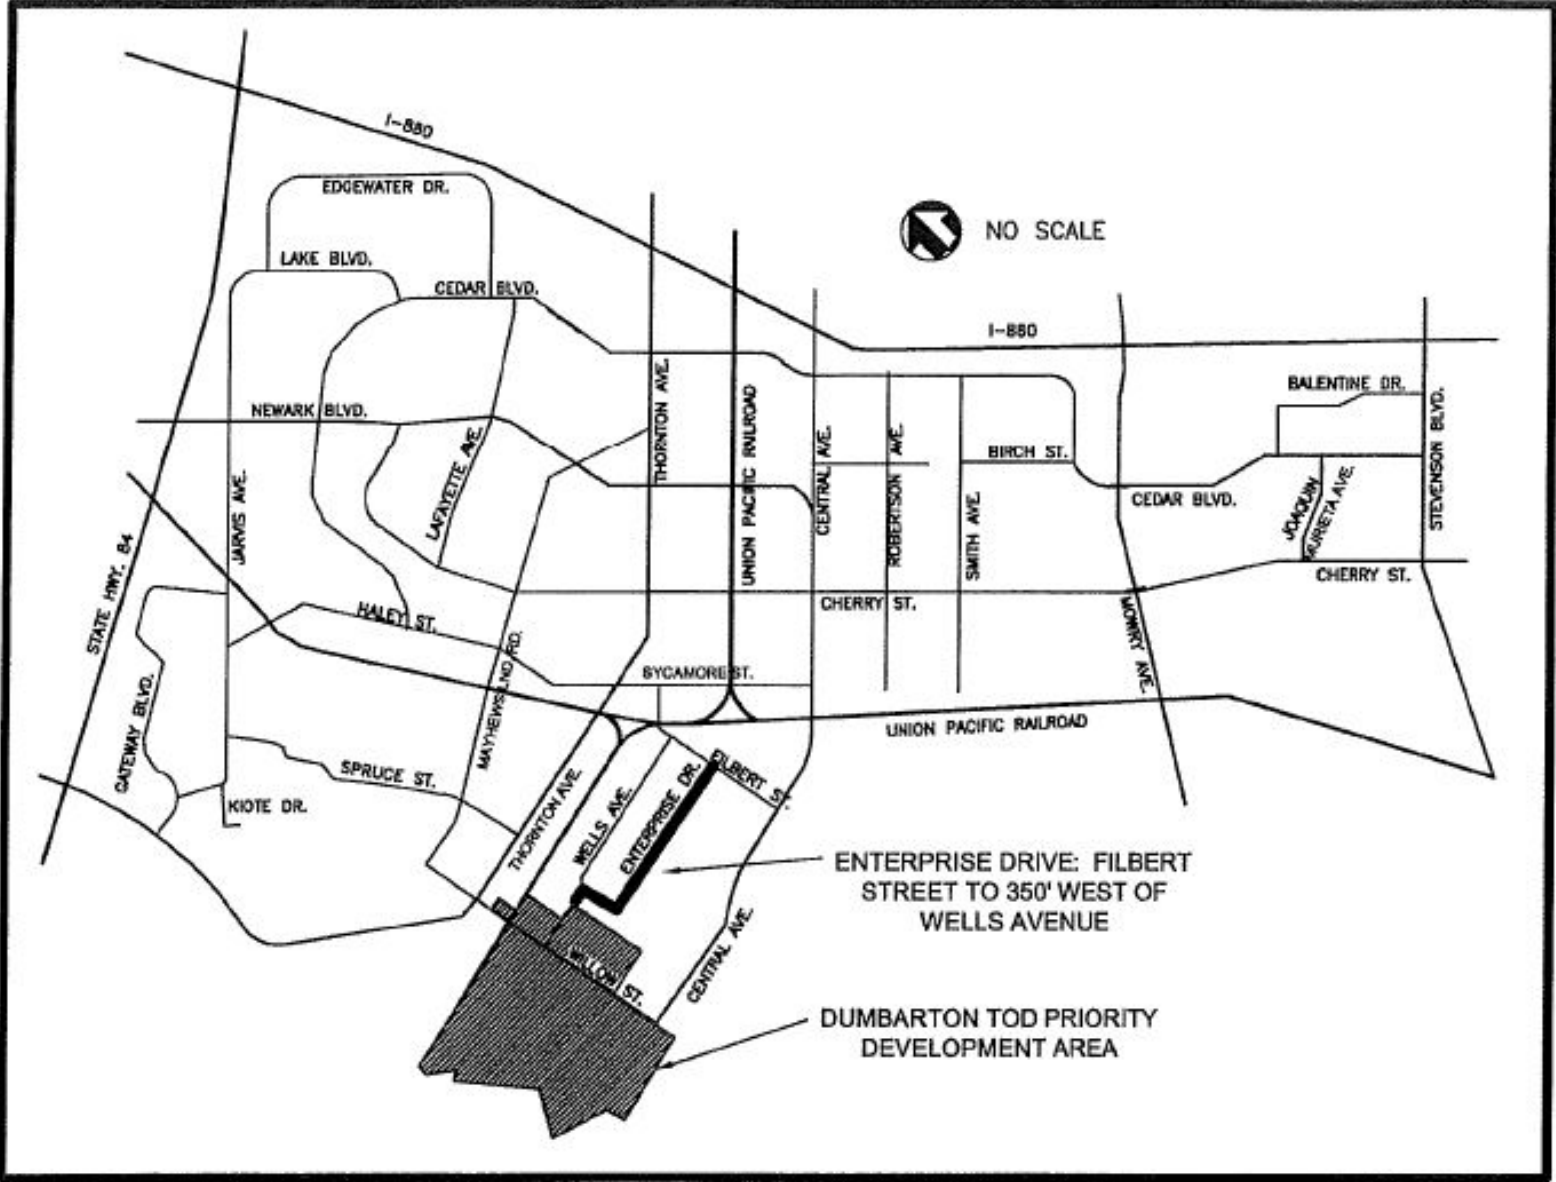 I-880
EDGEWATER DR.
NO SCALE
LAKE BLVD.
CEDAR BLVD.
I-880
BALENTINE DR.
NEWARK BLVD.
THORNTON AVE.
UNION PACIFIC RAILROAD
STEVENSON BLVD.
LAFAYETTE AVE.
CENTRAL AVE.
ROBERTSON AVE.
BIRCH ST.
JARVIS AVE.
SMITH AVE.
CEDAR BLVD.
JOAQUIN
MURIETA AVE.
STATE HWY. 84
CHERRY ST.
CHERRY ST.
HALEY ST.
MOWRY AVE.
MAYHEWS LND RD.
SYCAMORE ST.
GATEWAY BLVD.
UNION PACIFIC RAILROAD
SPRUCE ST.
KIOTE DR.
THORNTON AVE.
WELLS AVE.
ENTERPRISE DR.
FILBERT ST.
ENTERPRISE DRIVE: FILBERT
STREET TO 350' WEST OF
WELLS AVENUE
WILLOW ST.
CENTRAL AVE.
DUMBARTON TOD PRIORITY
DEVELOPMENT AREA